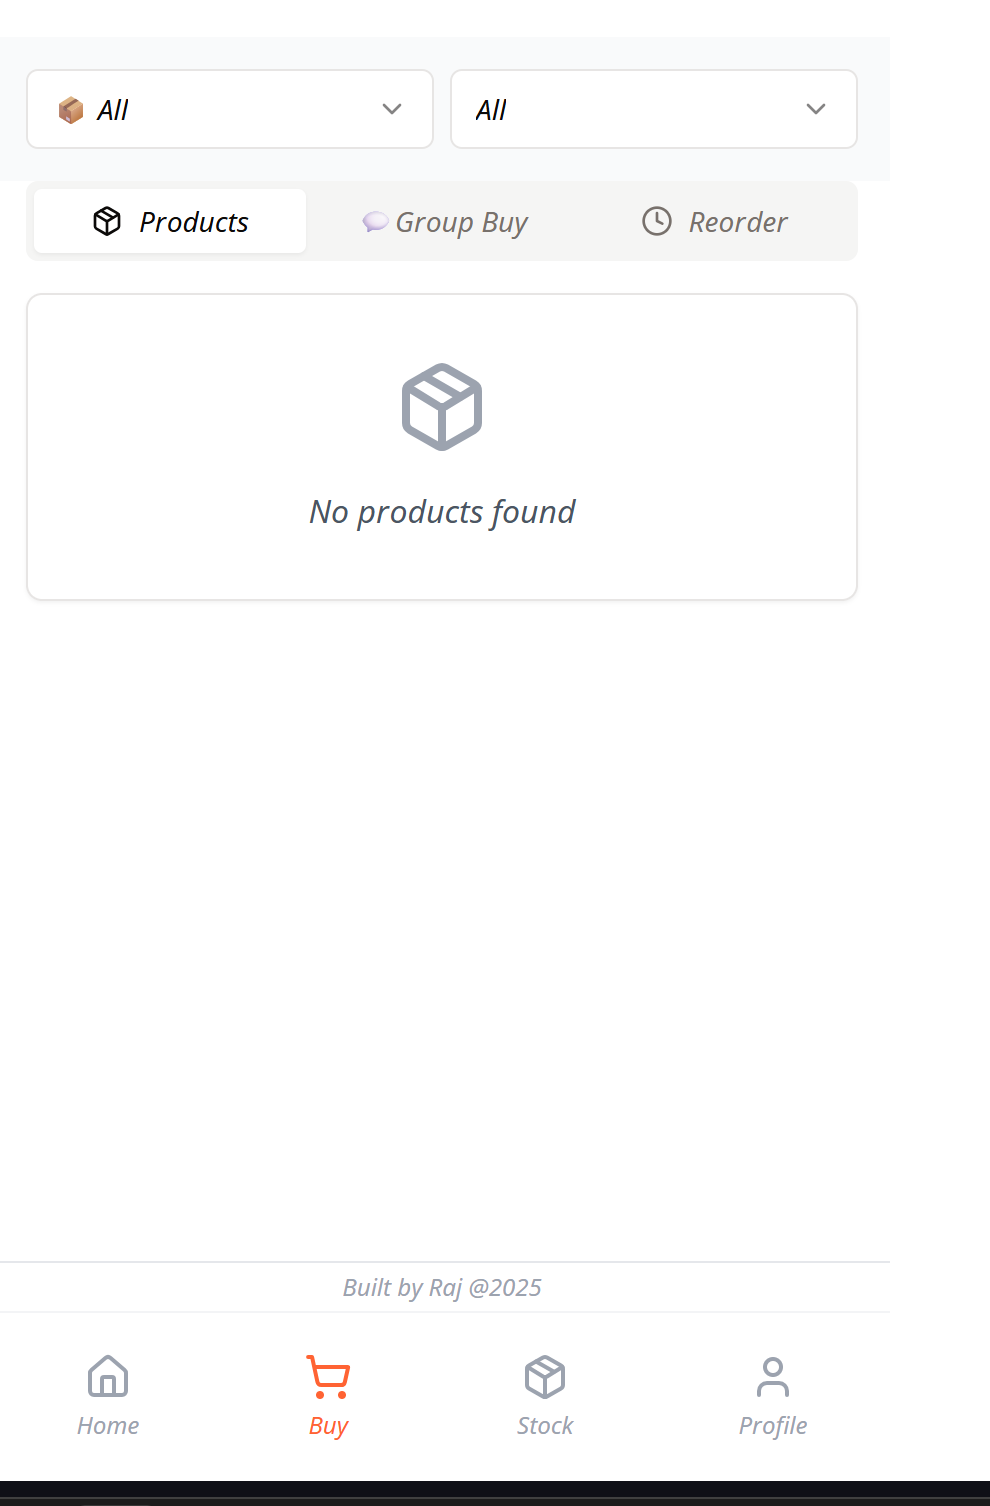 All
All
Products
Group Buy
Reorder
No products found
Built by Raj @2025
Home
Buy
Stock
Profile